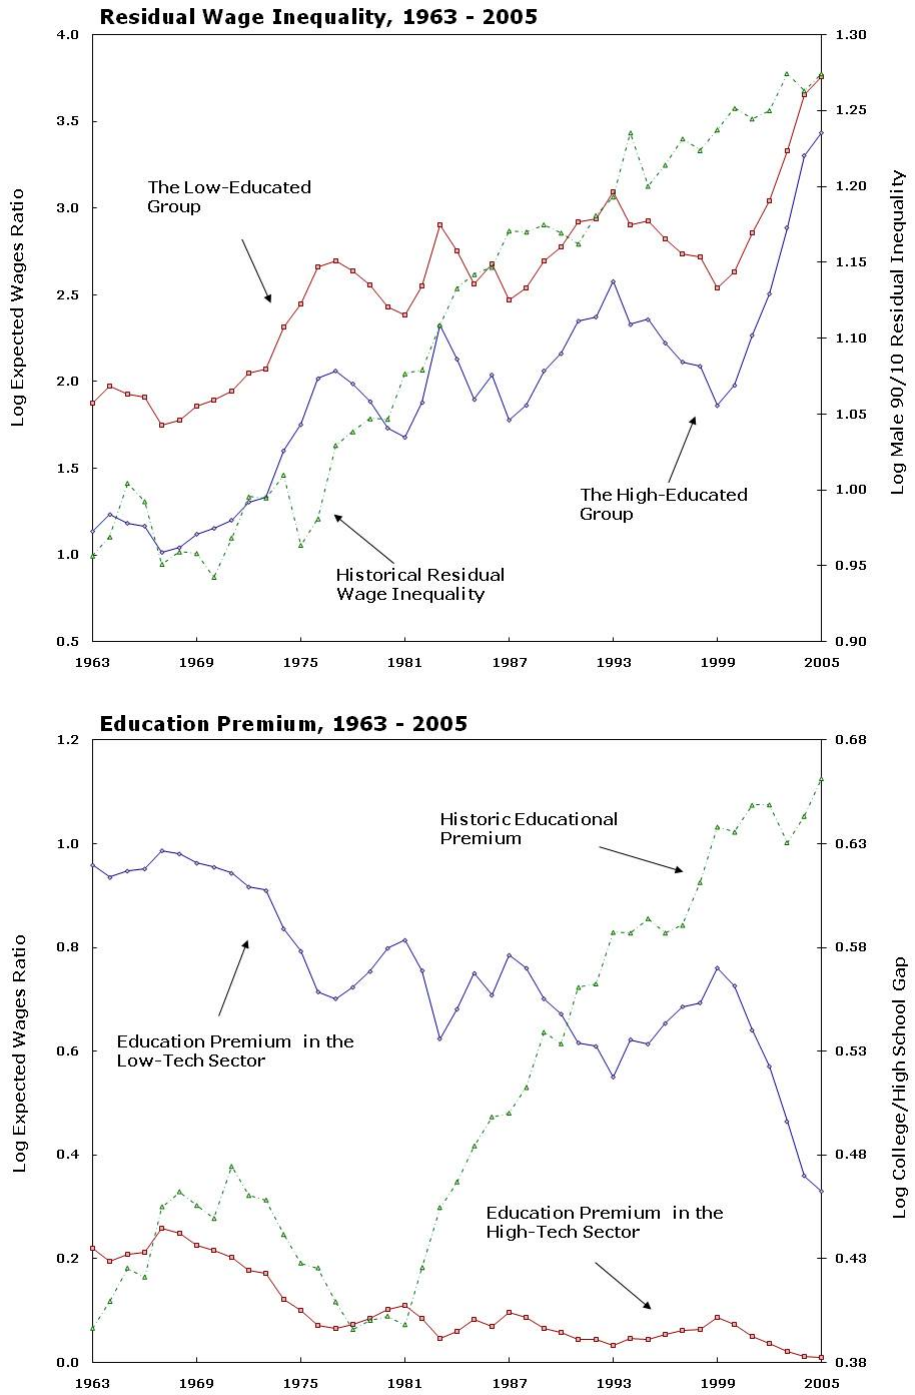 Residual Wage Inequality, 1963 - 2005
4.0
3.5
3.0
2.5
2.0
1.5
1.0
0.5
1.30
1.25
1.20
1.15
1.10
1.05
1.00
0.95
0.90
Log Expected Wages Ratio
Log Male 90/10 Residual Inequality
The Low-Educated
Group
The High-Educated
Group
Historical Residual
Wage Inequality
1963 1969 1975 1981 1987 1993 1999 2005
Education Premium, 1963 - 2005
1.2
1.0
0.8
0.6
0.4
0.2
0.0
0.68
0.63
0.58
0.53
0.48
0.43
0.38
Log Expected Wages Ratio
Log College/High School Gap
Historic Educational
Premium
Education Premium in the
Low-Tech Sector
Education Premium in the
High-Tech Sector
1963 1969 1975 1981 1987 1993 1999 2005